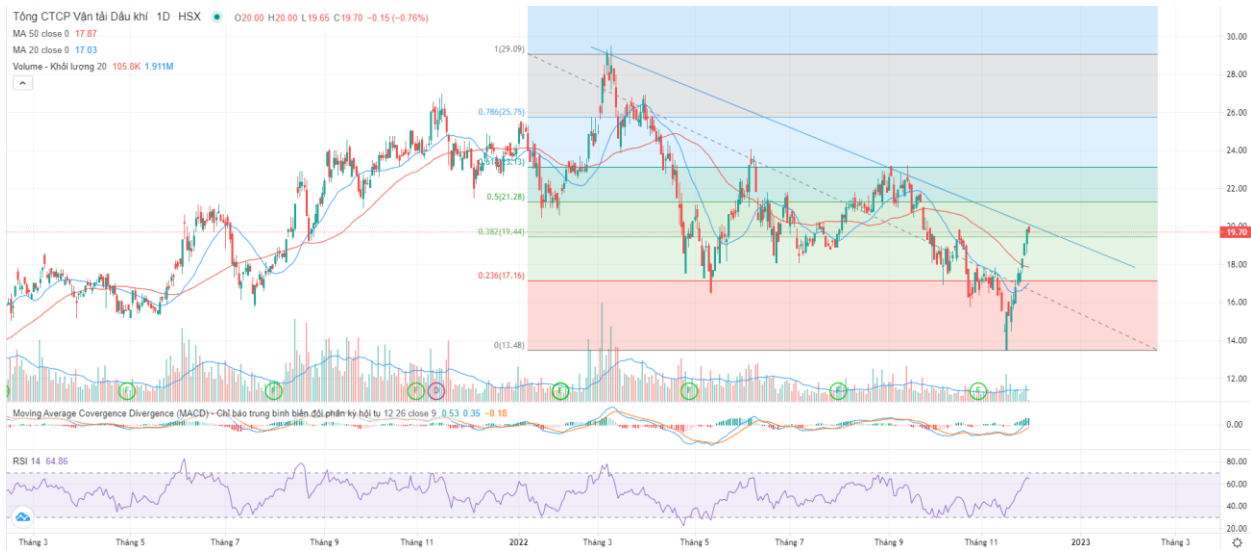 Tổng CTCP Vận tải Dầu khí 1D HSX O20.00 H20.00 L19.65 C19.70 −0.15 (−0.76%)
MA 50 close 0 17.87
MA 20 close 0 17.03
Volume - Khối lượng 20 105.8K 1.911M
1(29.09)
0.786(25.75)
0.5(21.28)
0.382(19.44)
0.236(17.16)
0(13.48)
30.00
28.00
26.00
24.00
22.00
19.70
18.00
16.00
14.00
12.00
E
E
E
D
E
E
E
E
Moving Average Covergence Divergence (MACD) - Chỉ báo trung bình biến đổi phân kỳ hội tụ 12 26 close 9 0.53 0.35 −0.18
0.00
RSI 14 64.86
80.00
60.00
40.00
20.00
Tháng 3 Tháng 5 Tháng 7 Tháng 9 Tháng 11 2022 Tháng 3 Tháng 5 Tháng 7 Tháng 9 Tháng 11 2023 Tháng 3